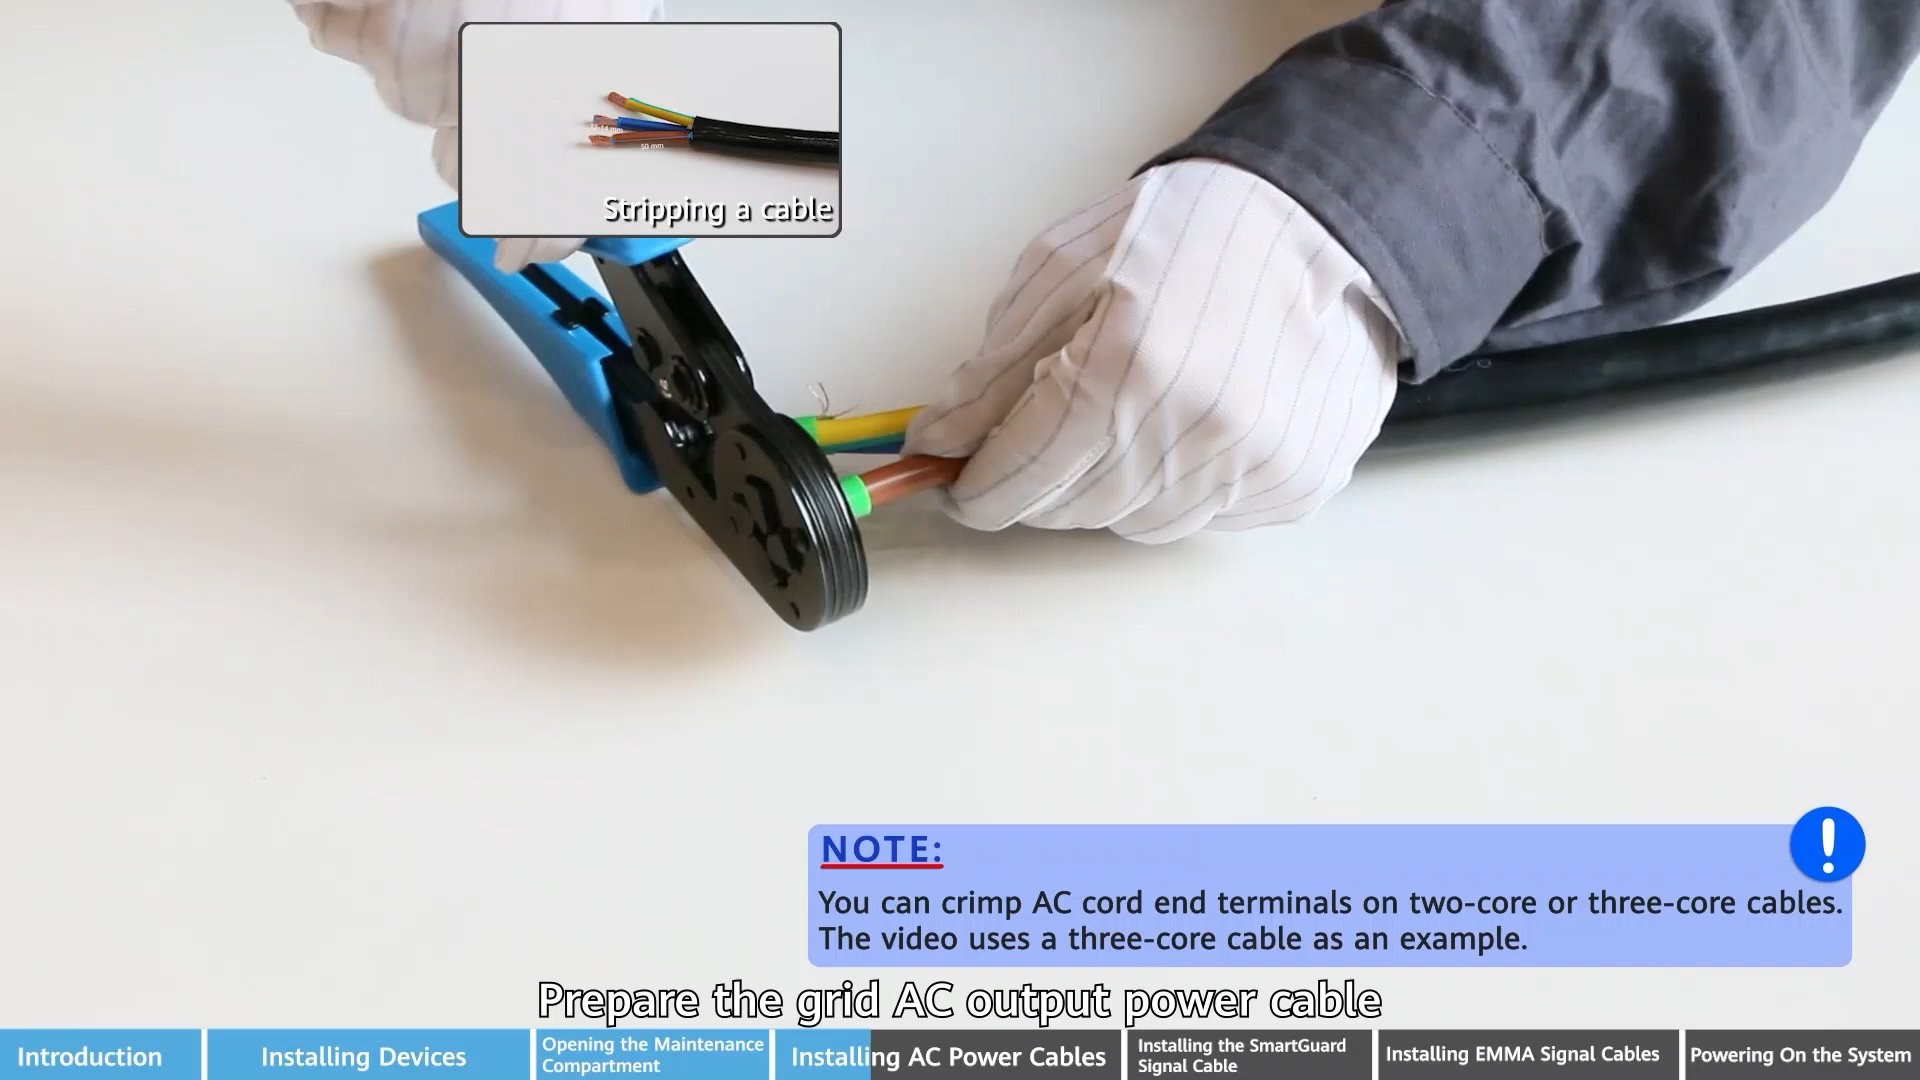 12-14 mm
50 mm
Stripping a cable
NOTE:
You can crimp AC cord end terminals on two-core or three-core cables.
The video uses a three-core cable as an example.
Prepare the grid AC output power cable
Introduction
Installing Devices
Opening the Maintenance
Compartment
Installing AC Power Cables
Installing the SmartGuard
Signal Cable
Installing EMMA Signal Cables
Powering On the System